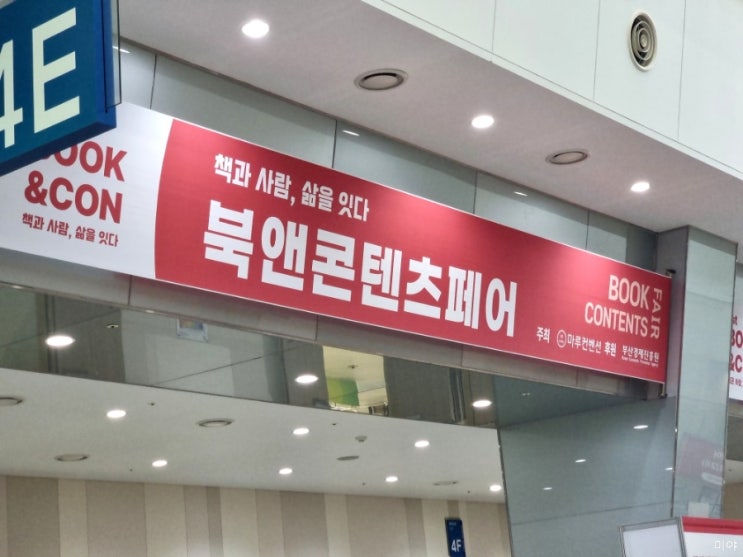 4E
BOOK
&CON
책과 사람, 삶을 잇다
책과 사람, 삶을 잇다
북앤콘텐츠페어
BOOK
CONTENTS
FAIR
주최 마루컨벤션 후원 부산경제진흥원
4F
미야